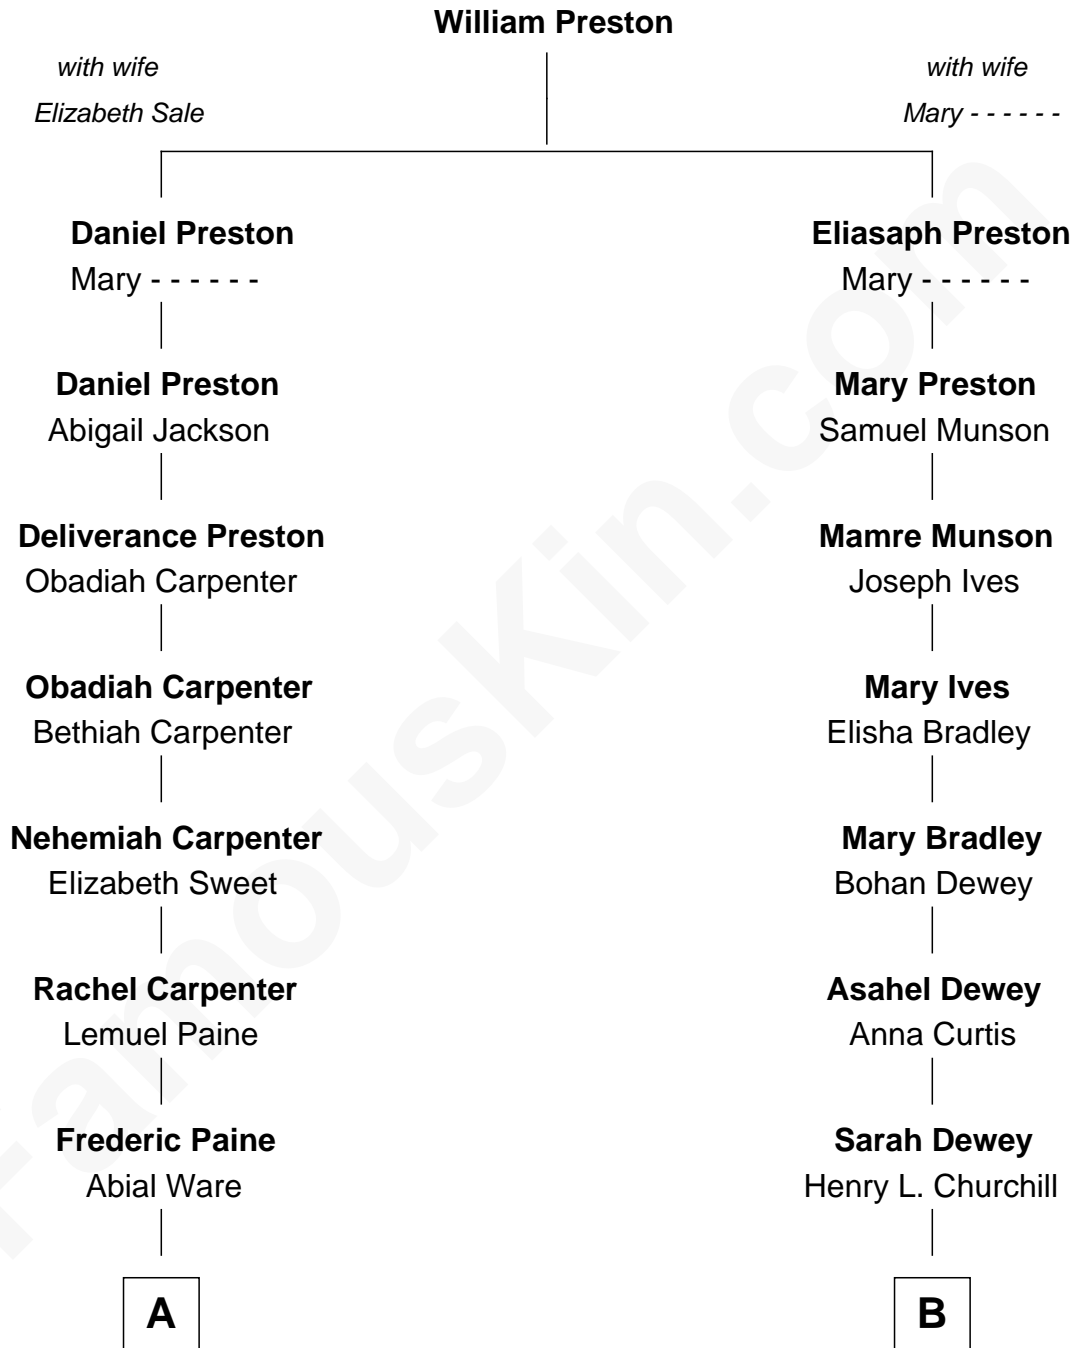 William Preston
with wife
Elizabeth Sale
with wife
Mary - - - - - -
Daniel Preston
Mary - - - - - -
Eliasaph Preston
Mary - - - - - -
Daniel Preston
Abigail Jackson
Mary Preston
Samuel Munson
Deliverance Preston
Obadiah Carpenter
Mamre Munson
Joseph Ives
Obadiah Carpenter
Bethiah Carpenter
Mary Ives
Elisha Bradley
Nehemiah Carpenter
Elizabeth Sweet
Mary Bradley
Bohan Dewey
Rachel Carpenter
Lemuel Paine
Asahel Dewey
Anna Curtis
Frederic Paine
Abial Ware
Sarah Dewey
Henry L. Churchill
A
B
FamousKin.com